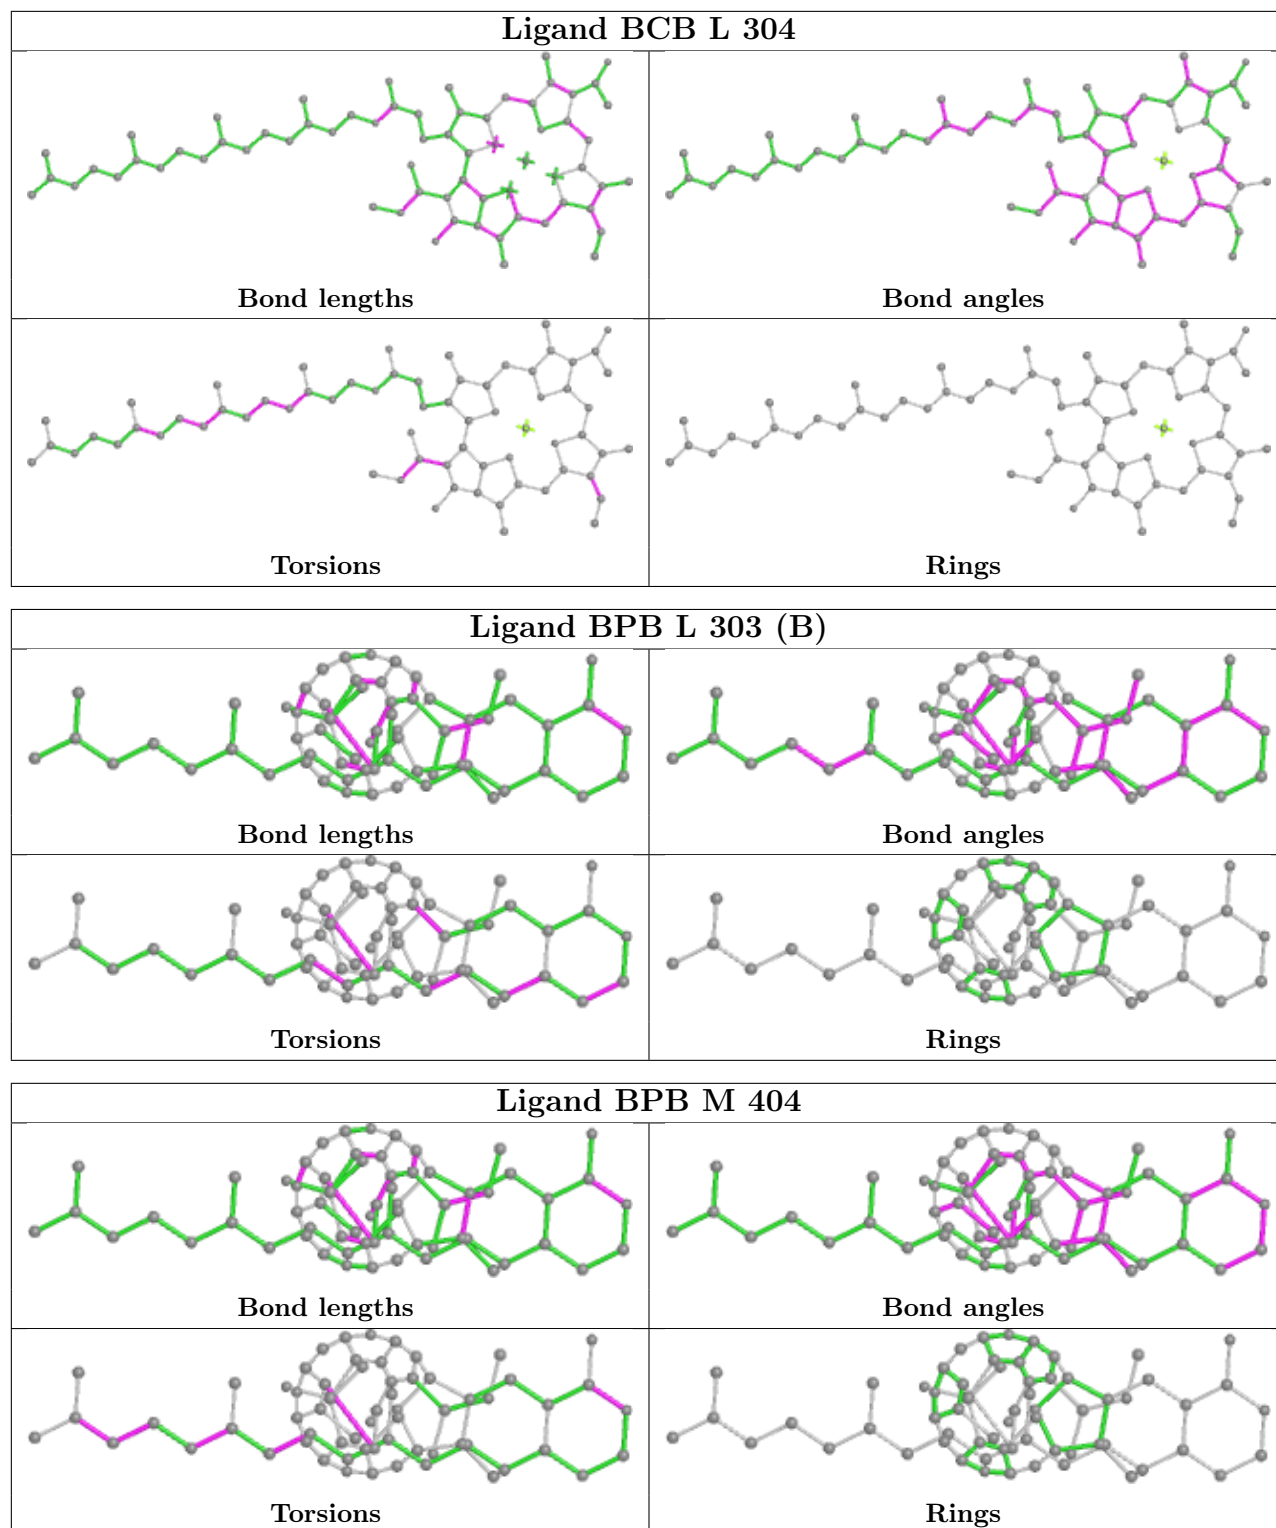 Ligand BCB L 304
Bond lengths
Bond angles
Torsions
Rings
Ligand BPB L 303 (B)
Bond lengths
Bond angles
Torsions
Rings
Ligand BPB M 404
Bond lengths
Bond angles
Torsions
Rings